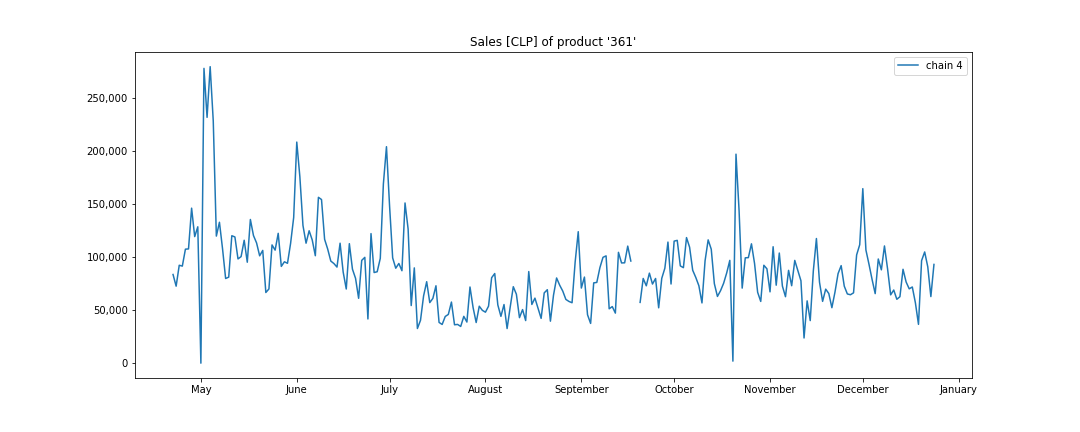 Sales [CLP] of product '361'
chain 4
250,000
200,000
150,000
100,000
50,000
0
May June July August September October November December January